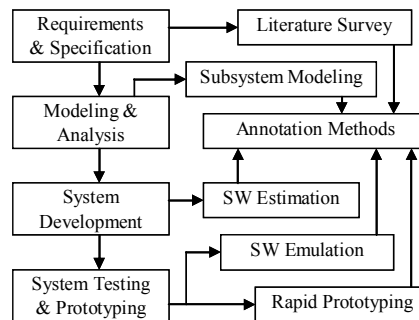 Requirements
& Specification
Literature Survey
Subsystem Modeling
Modeling &
Analysis
Annotation Methods
System
Development
SW Estimation
SW Emulation
System Testing
& Prototyping
Rapid Prototyping